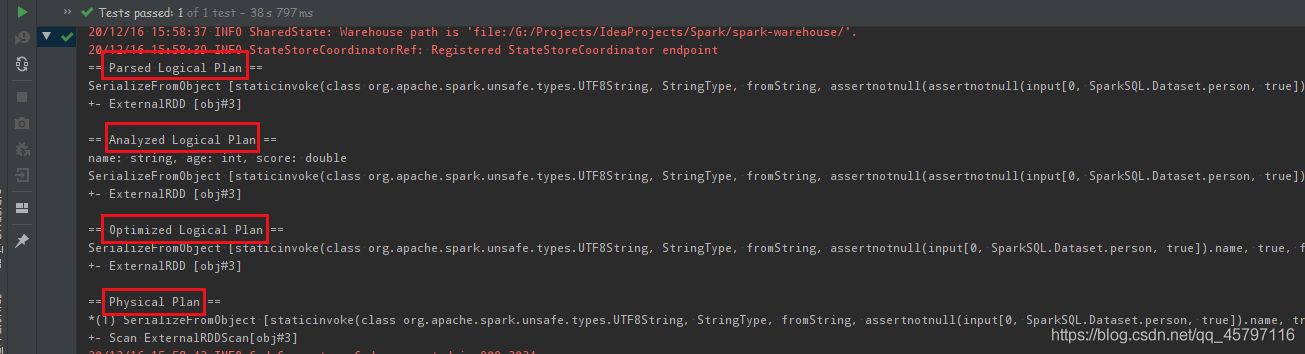 Tests passed: 1 of 1 test – 38 s 797 ms
20/12/16 15:58:37 INFO SharedState: Warehouse path is 'file:/G:/Projects/IdeaProjects/Spark/spark-warehouse/'.
20/12/16 15:58:39 INFO StateStoreCoordinatorRef: Registered StateStoreCoordinator endpoint
== Parsed Logical Plan ==
SerializeFromObject [staticinvoke(class org.apache.spark.unsafe.types.UTF8String, StringType, fromString, assertnotnull(assertnotnull(input[0, SparkSQL.Dataset.person, true])
+- ExternalRDD [obj#3]
== Analyzed Logical Plan ==
name: string, age: int, score: double
SerializeFromObject [staticinvoke(class org.apache.spark.unsafe.types.UTF8String, StringType, fromString, assertnotnull(assertnotnull(input[0, SparkSQL.Dataset.person, true])
+- ExternalRDD [obj#3]
== Optimized Logical Plan ==
SerializeFromObject [staticinvoke(class org.apache.spark.unsafe.types.UTF8String, StringType, fromString, assertnotnull(input[0, SparkSQL.Dataset.person, true]).name, true, f
+- ExternalRDD [obj#3]
== Physical Plan ==
*(1) SerializeFromObject [staticinvoke(class org.apache.spark.unsafe.types.UTF8String, StringType, fromString, assertnotnull(input[0, SparkSQL.Dataset.person, true]).name, tr
+- Scan ExternalRDDScan[obj#3]
https://blog.csdn.net/qq_45797116